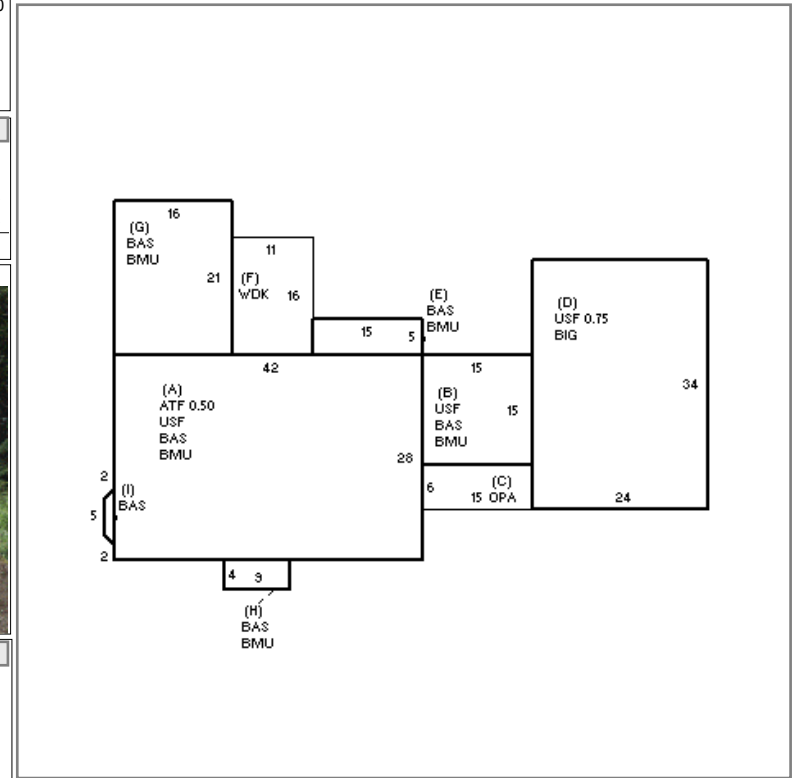 16
(G)
BAS
BMU
21
11
(F)
WDK
16
15
5
(E)
BAS
BMU
(D)
USF 0.75
BIG
34
24
42
(A)
ATF 0.50
USF
BAS
BMU
28
15
(B)
USF
BAS
BMU
15
6
(C)
15 OPA
2
(I)
BAS
5
2
4
9
(H)
BAS
BMU